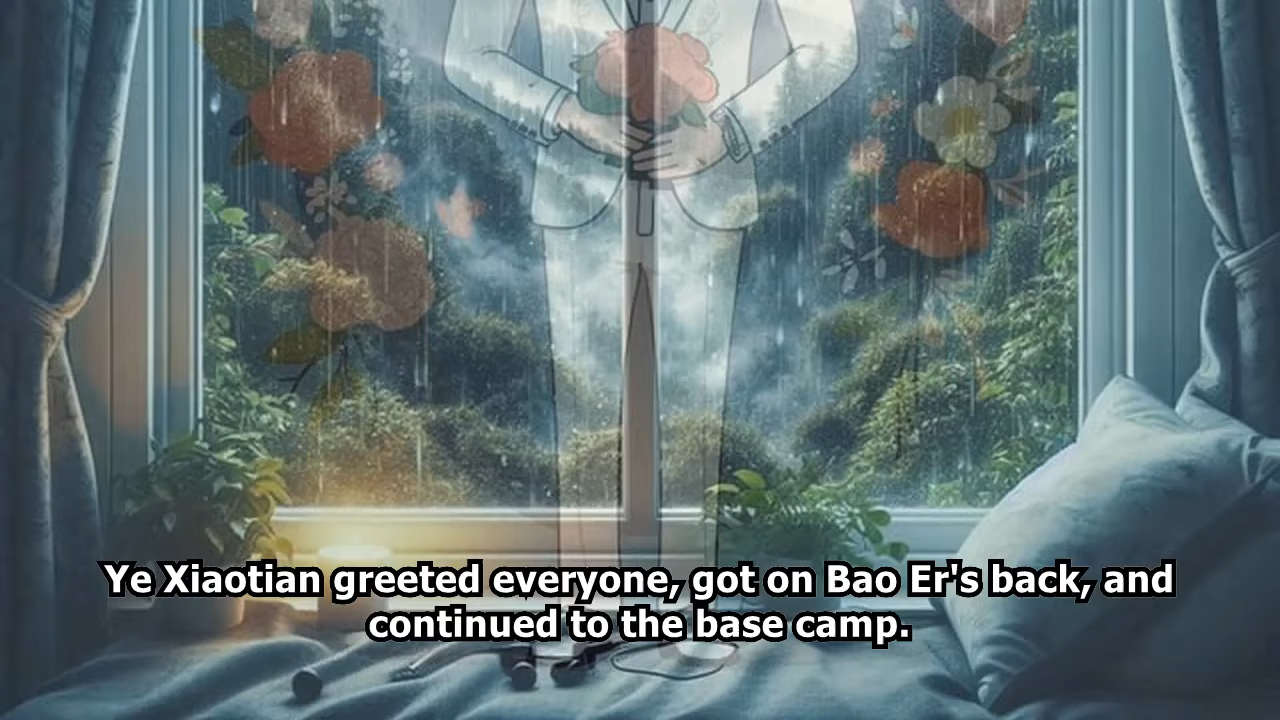 Ye Xiaotian greeted everyone, got on Bao Er's back, and
continued to the base camp.